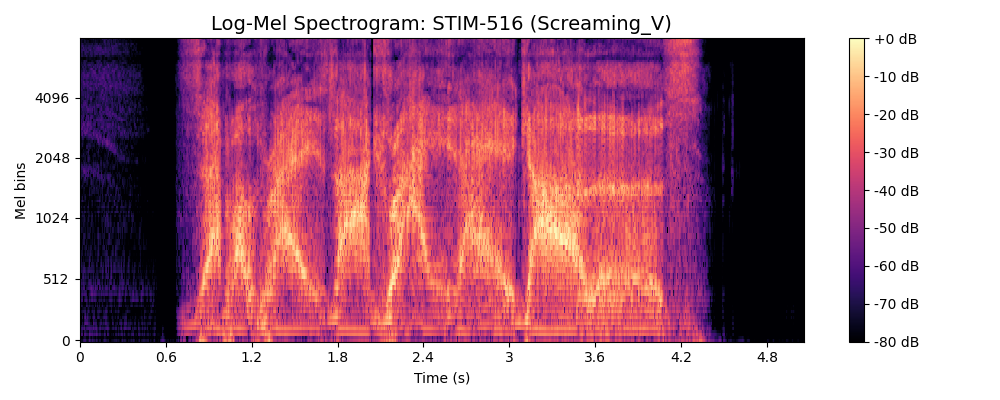 Log-Mel Spectrogram: STIM-516 (Screaming_V)
Mel bins
4096
2048
1024
512
0
0 0.6 1.2 1.8 2.4 3 3.6 4.2 4.8
Time (s)
+0 dB
-10 dB
-20 dB
-30 dB
-40 dB
-50 dB
-60 dB
-70 dB
-80 dB